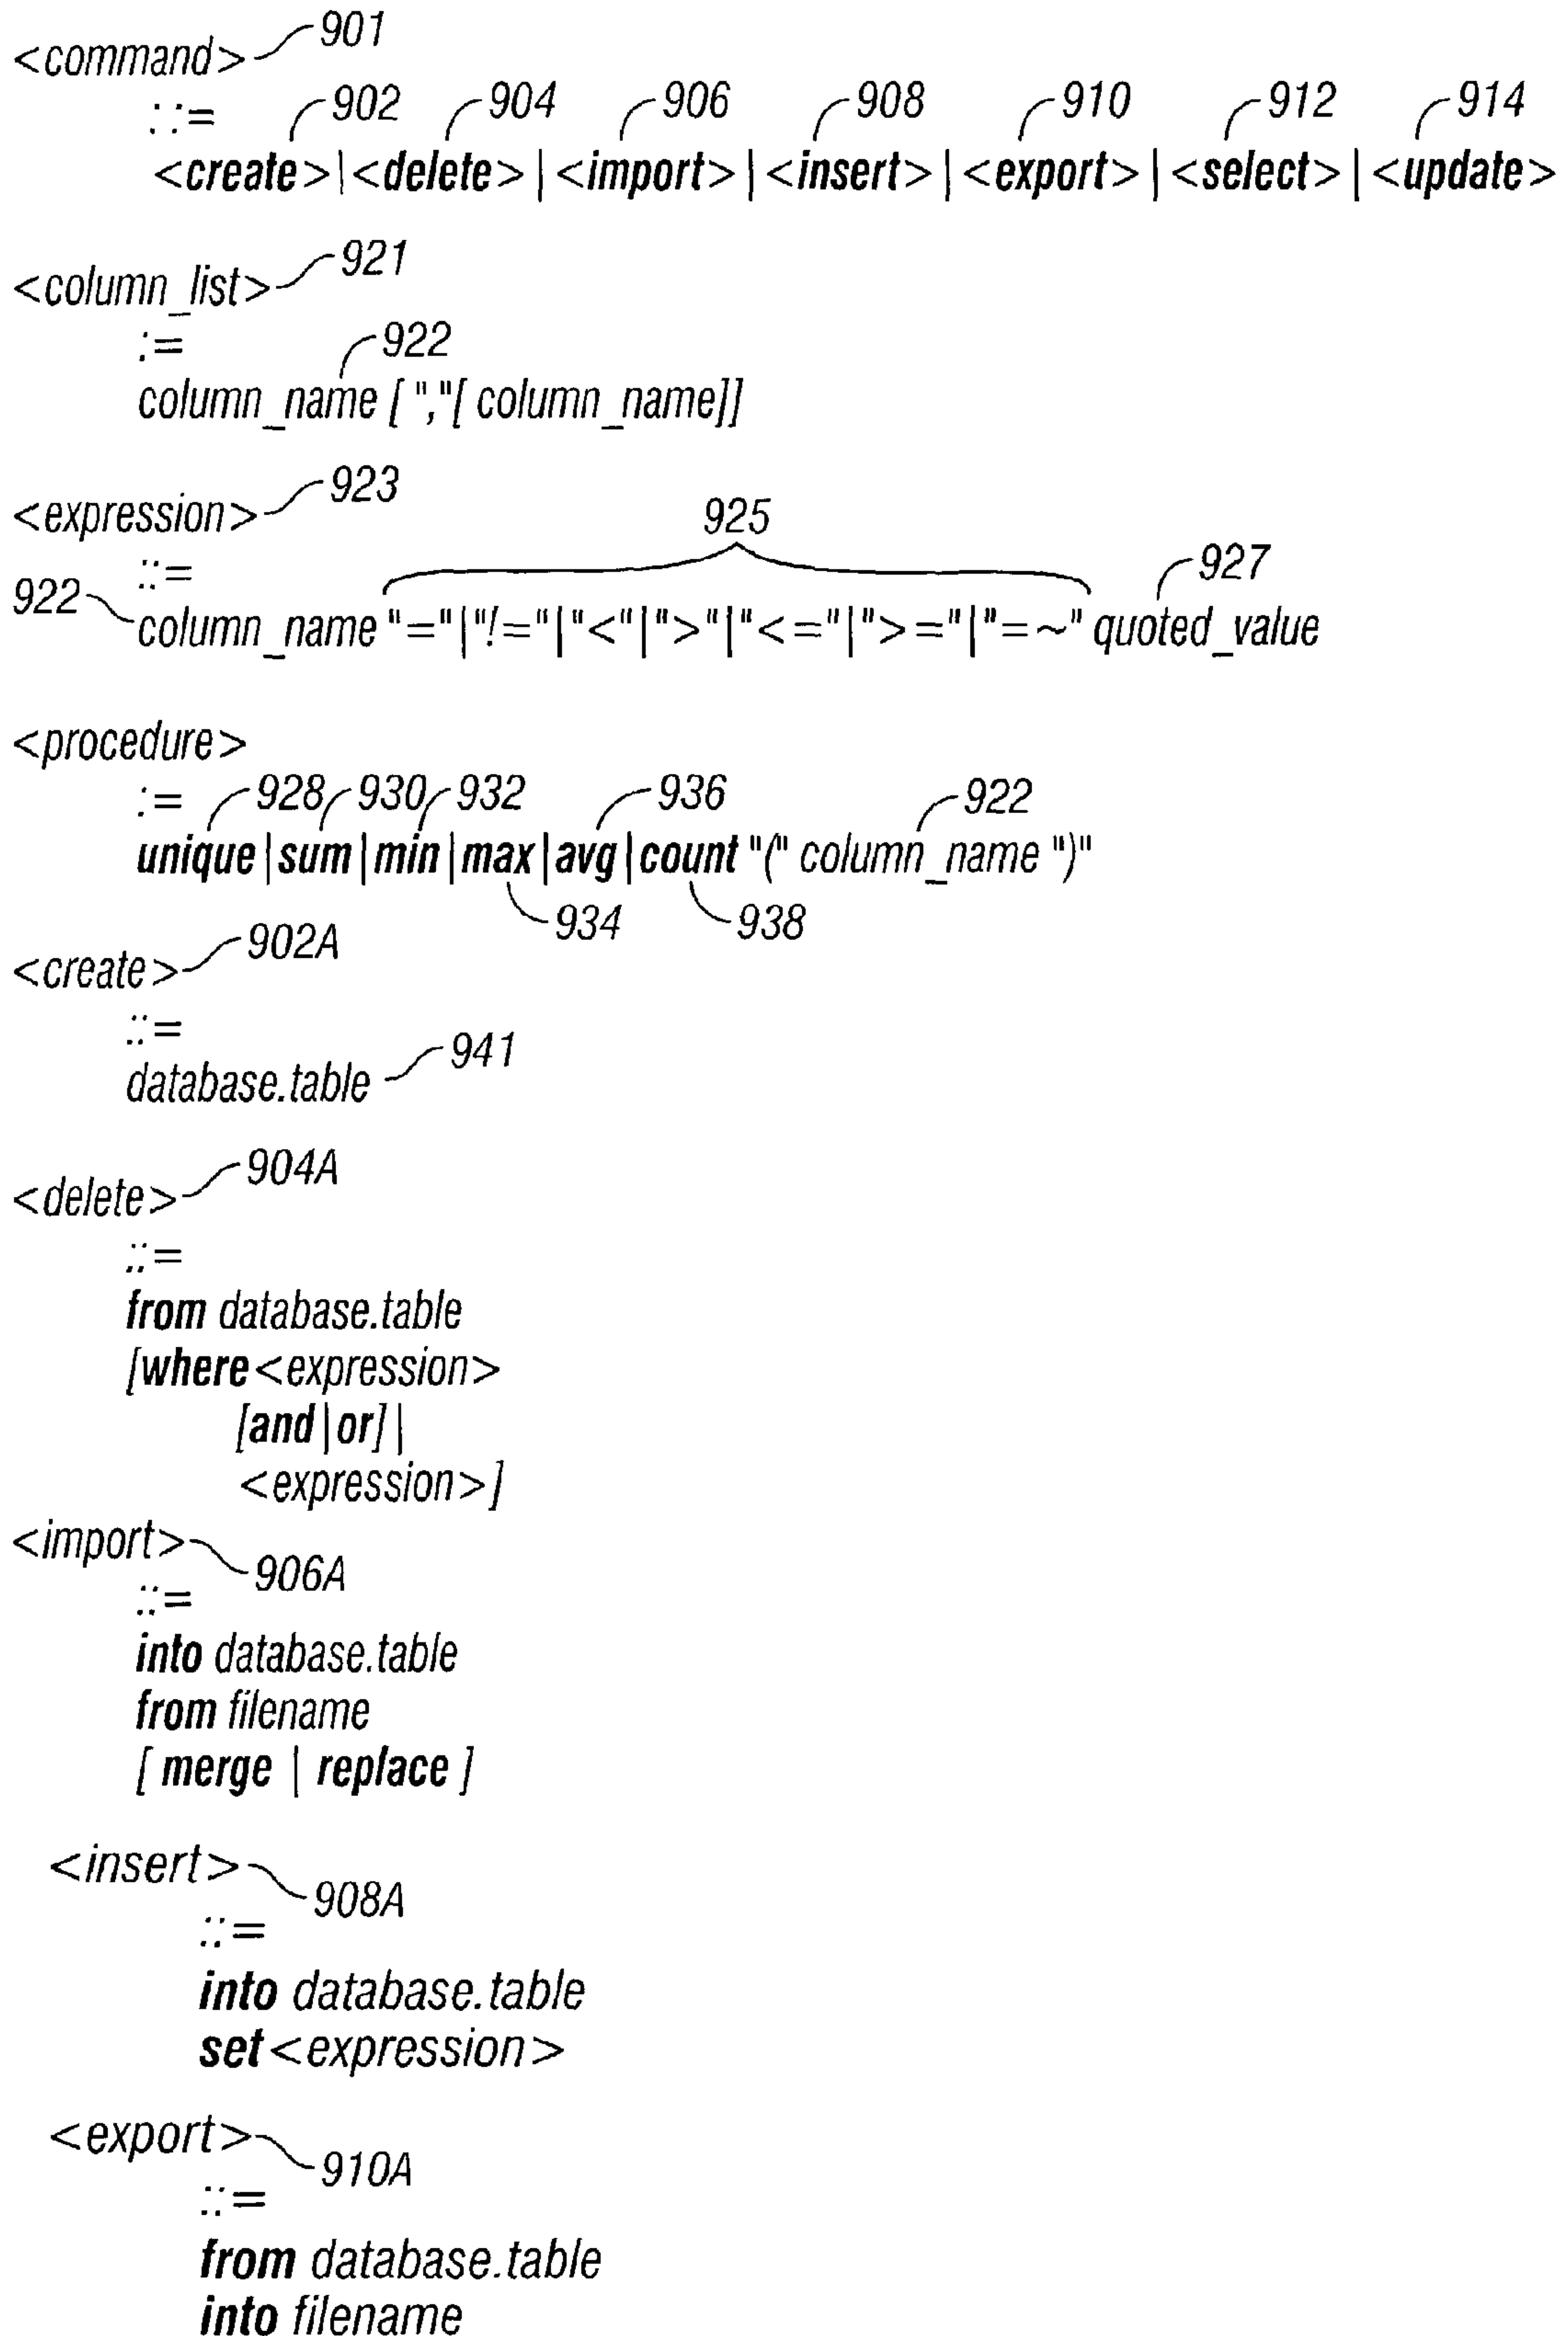 <command> 901
::=
902 904 906 908 910 912 914
<create>|<delete>|<import>|<insert>|<export>|<select>|<update>
<column_list> 921
:=
922
column_name [ ","[ column_name]]
<expression> 923
925
::=
927
922
column_name "="|"!="|"<"|">"|"<="|">="|"=~" quoted_value
<procedure>
:= 928 930 932 936 922
unique|sum|min|max|avg|count "(" column_name ")"
934 938
<create> 902A
::=
database.table 941
<delete> 904A
::=
from database.table
[where<expression>
[and|or]|
<expression>]
<import> 906A
::=
into database.table
from filename
[ merge | replace ]
<insert> 908A
::=
into database.table
set<expression>
<export> 910A
::=
from database.table
into filename